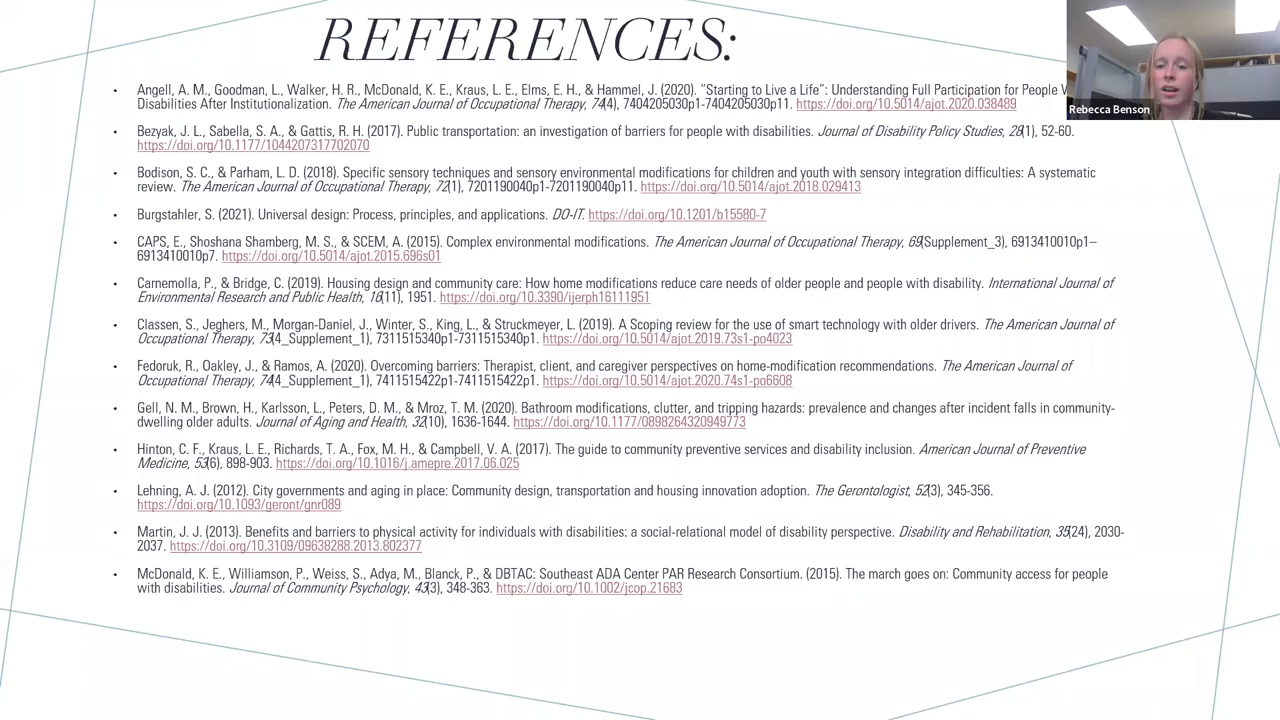 REFERENCES:
Rebecca Benson
• Angell, A. M., Goodman, L., Walker, H. R., McDonald, K. E., Kraus, L. E., Elms, E. H., & Hammel, J. (2020). “Starting to Live a Life”: Understanding Full Participation for People
Disabilities After Institutionalization. The American Journal of Occupational Therapy, 74(4), 7404205030p1-7404205030p11. https://doi.org/10.5014/ajot.2020.038489
• Bezyak, J. L., Sabella, S. A., & Gattis, R. H. (2017). Public transportation: an investigation of barriers for people with disabilities. Journal of Disability Policy Studies, 28(1), 52-60.
https://doi.org/10.1177/1044207317702070
• Bodison, S. C., & Parham, L. D. (2018). Specific sensory techniques and sensory environmental modifications for children and youth with sensory integration difficulties: A systematic
review. The American Journal of Occupational Therapy, 72(1), 7201190040p1-7201190040p11. https://doi.org/10.5014/ajot.2018.029413
• Burgstahler, S. (2021). Universal design: Process, principles, and applications. DO-IT. https://doi.org/10.1201/b15580-7
• CAPS, E., Shoshana Shamberg, M. S., & SCEM, A. (2015). Complex environmental modifications. The American Journal of Occupational Therapy, 69(Supplement_3), 6913410010p1–
6913410010p7. https://doi.org/10.5014/ajot.2015.696s01
• Carnemolla, P., & Bridge, C. (2019). Housing design and community care: How home modifications reduce care needs of older people and people with disability. International Journal of
Environmental Research and Public Health, 16(11), 1951. https://doi.org/10.3390/ijerph16111951
• Classen, S., Jeghers, M., Morgan-Daniel, J., Winter, S., King, L., & Struckmeyer, L. (2019). A Scoping review for the use of smart technology with older drivers. The American Journal of
Occupational Therapy, 73(4_Supplement_1), 7311515340p1-7311515340p1. https://doi.org/10.5014/ajot.2019.73s1-po4023
• Fedoruk, R., Oakley, J., & Ramos, A. (2020). Overcoming barriers: Therapist, client, and caregiver perspectives on home-modification recommendations. The American Journal of
Occupational Therapy, 74(4_Supplement_1), 7411515422p1-7411515422p1. https://doi.org/10.5014/ajot.2020.74s1-po6608
• Gell, N. M., Brown, H., Karlsson, L., Peters, D. M., & Mroz, T. M. (2020). Bathroom modifications, clutter, and tripping hazards: prevalence and changes after incident falls in community-
dwelling older adults. Journal of Aging and Health, 32(10), 1636-1644. https://doi.org/10.1177/0898264320949773
• Hinton, C. F., Kraus, L. E., Richards, T. A., Fox, M. H., & Campbell, V. A. (2017). The guide to community preventive services and disability inclusion. American Journal of Preventive
Medicine, 53(6), 898-903. https://doi.org/10.1016/j.amepre.2017.06.025
• Lehning, A. J. (2012). City governments and aging in place: Community design, transportation and housing innovation adoption. The Gerontologist, 52(3), 345-356.
https://doi.org/10.1093/geront/gnr089
• Martin, J. J. (2013). Benefits and barriers to physical activity for individuals with disabilities: a social-relational model of disability perspective. Disability and Rehabilitation, 35(24), 2030-
2037. https://doi.org/10.3109/09638288.2013.802377
• McDonald, K. E., Williamson, P., Weiss, S., Adya, M., Blanck, P., & DBTAC: Southeast ADA Center PAR Research Consortium. (2015). The march goes on: Community access for people
with disabilities. Journal of Community Psychology, 43(3), 348-363. https://doi.org/10.1002/jcop.21683